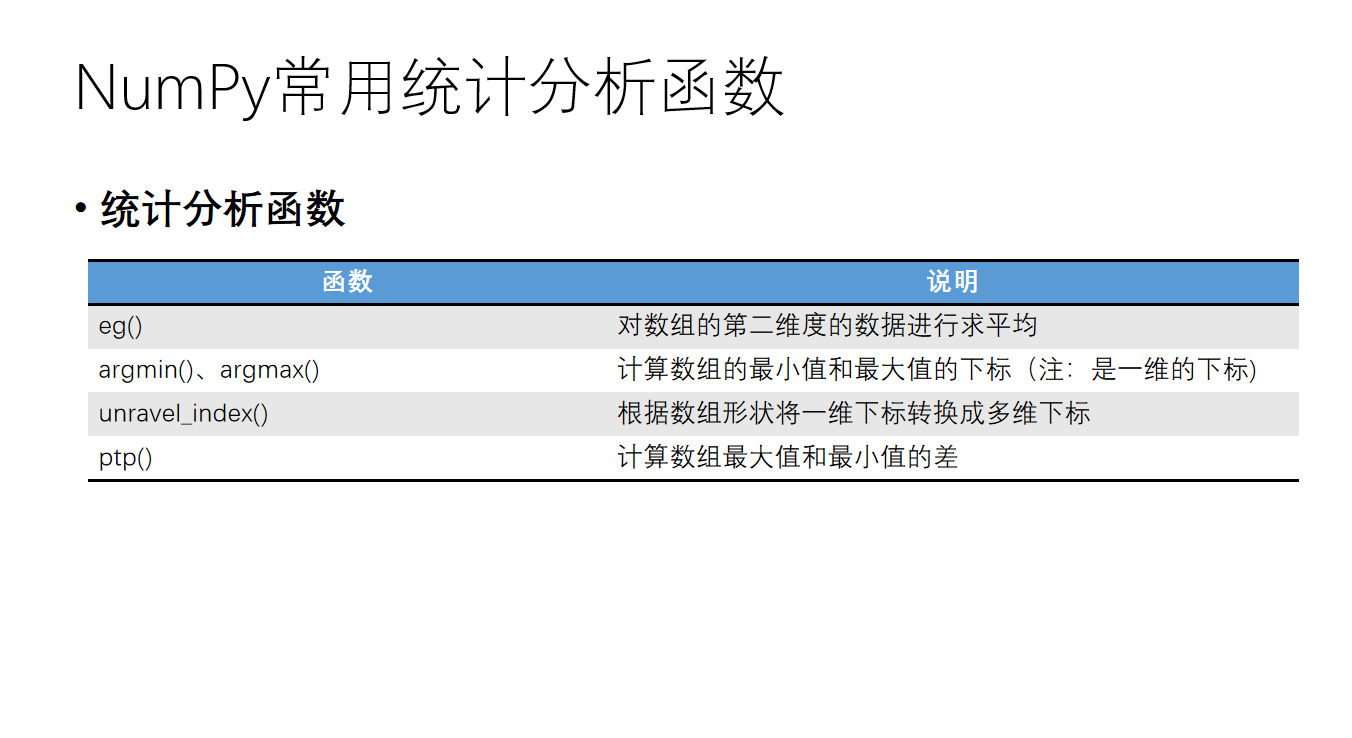 NumPy常用统计分析函数
• 统计分析函数
函数 说明
eg() 对数组的第二维度的数据进行求平均
argmin()、argmax() 计算数组的最小值和最大值的下标（注：是一维的下标)
unravel_index() 根据数组形状将一维下标转换成多维下标
ptp() 计算数组最大值和最小值的差